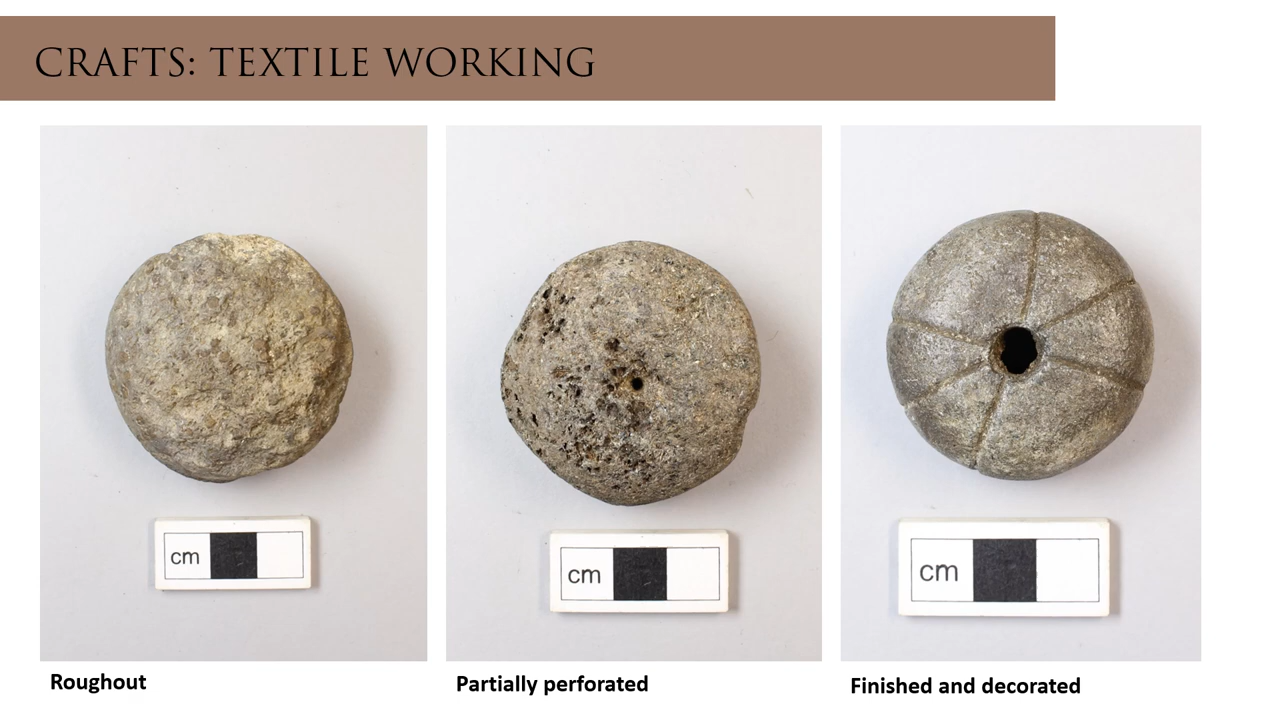 CRAFTS: TEXTILE WORKING
cm
cm
cm
Roughout
Partially perforated
Finished and decorated